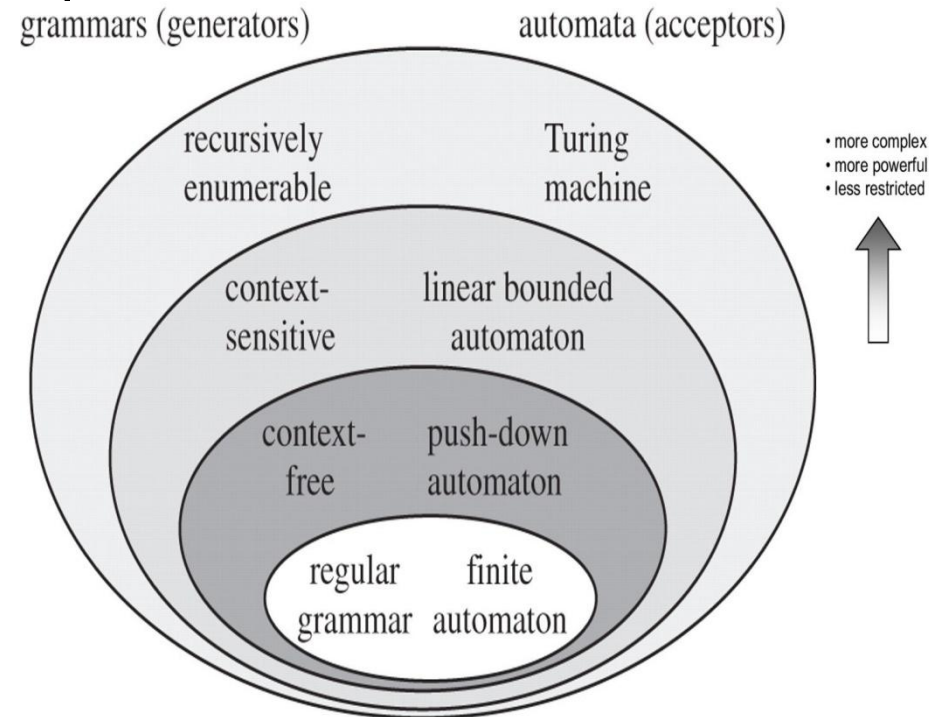 grammars (generators) automata (acceptors)
recursively enumerable
Turing machine
• more complex
• more powerful
• less restricted
context-
sensitive
linear bounded
automaton
context-
free
push-down
automaton
regular
grammar
finite
automaton